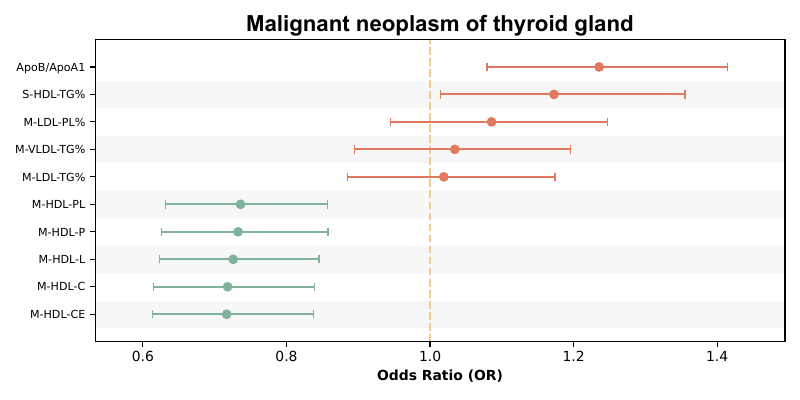 Malignant neoplasm of thyroid gland
ApoB/ApoA1
S-HDL-TG%
M-LDL-PL%
M-VLDL-TG%
M-LDL-TG%
M-HDL-PL
M-HDL-P
M-HDL-L
M-HDL-C
M-HDL-CE
0.6 0.8 1.0 1.2 1.4
Odds Ratio (OR)